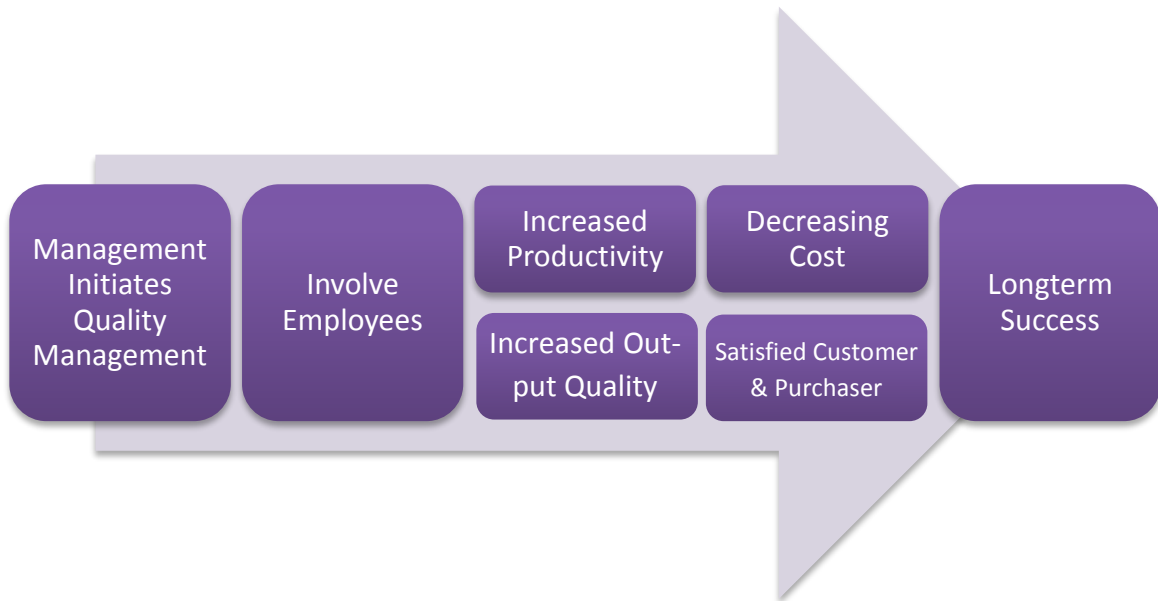 Management
Initiates
Quality
Management
Involve
Employees
Increased
Productivity
Decreasing
Cost
Increased Out-
put Quality
Satisfied Customer
& Purchaser
Longterm
Success